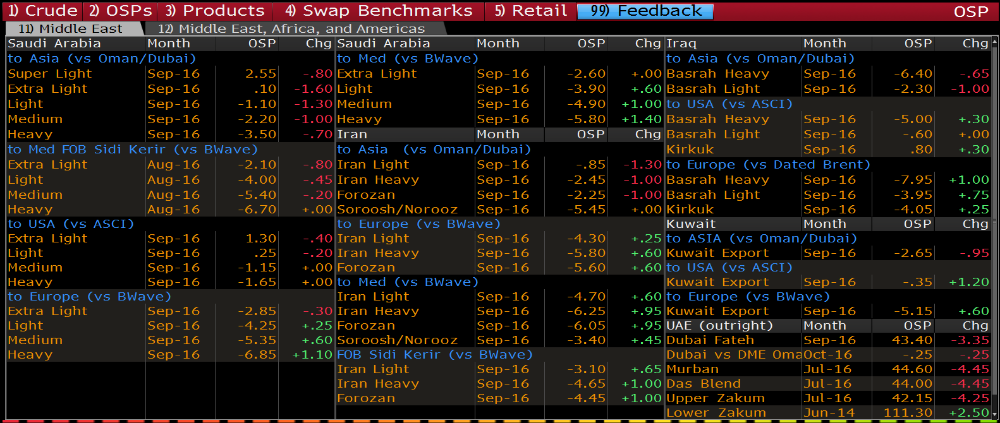 1) Crude 2) OSPs 3) Products 4) Swap Benchmarks 5) Retail 99) Feedback OSP
11) Middle East 12) Middle East, Africa, and Americas
Saudi Arabia Month OSP Chg
to Asia (vs Oman/Dubai)
Super Light Sep-16 2.55 -.80
Extra Light Sep-16 .10 -1.60
Light Sep-16 -1.10 -1.30
Medium Sep-16 -2.20 -1.00
Heavy Sep-16 -3.50 -.70
to Med FOB Sidi Kerir (vs BWave)
Extra Light Aug-16 -2.10 -.80
Light Aug-16 -4.00 -.45
Medium Aug-16 -5.40 -.20
Heavy Aug-16 -6.70 +.00
to USA (vs ASCI)
Extra Light Sep-16 1.30 -.40
Light Sep-16 .25 -.20
Medium Sep-16 -1.15 +.00
Heavy Sep-16 -1.65 +.00
to Europe (vs BWave)
Extra Light Sep-16 -2.85 -.30
Light Sep-16 -4.25 +.25
Medium Sep-16 -5.35 +.60
Heavy Sep-16 -6.85 +1.10
Saudi Arabia Month OSP Chg
to Med (vs BWave)
Extra Light Sep-16 -2.60 +.00
Light Sep-16 -3.90 +.60
Medium Sep-16 -4.90 +1.00
Heavy Sep-16 -5.80 +1.40
Iran Month OSP Chg
to Asia (vs Oman/Dubai)
Iran Light Sep-16 -.85 -1.30
Iran Heavy Sep-16 -2.45 -1.00
Forozan Sep-16 -2.25 -1.00
Soroosh/Norooz Sep-16 -5.45 +.00
to Europe (vs BWave)
Iran Light Sep-16 -4.30 +.25
Iran Heavy Sep-16 -5.80 +.60
Forozan Sep-16 -5.60 +.60
to Med (vs BWave)
Iran Light Sep-16 -4.70 +.60
Iran Heavy Sep-16 -6.25 +.95
Forozan Sep-16 -6.05 +.95
Soroosh/Norooz Sep-16 -3.40 +.45
FOB Sidi Kerir (vs BWave)
Iran Light Sep-16 -3.10 +.65
Iran Heavy Sep-16 -4.65 +1.00
Forozan Sep-16 -4.45 +1.00
Iraq Month OSP Chg
to Asia (vs Oman/Dubai)
Basrah Heavy Sep-16 -6.40 -.65
Basrah Light Sep-16 -2.30 -1.00
to USA (vs ASCI)
Basrah Heavy Sep-16 -5.00 +.30
Basrah Light Sep-16 -.60 +.00
Kirkuk Sep-16 .80 +.30
to Europe (vs Dated Brent)
Basrah Heavy Sep-16 -7.95 +1.00
Basrah Light Sep-16 -3.95 +.75
Kirkuk Sep-16 -4.05 +.25
Kuwait Month OSP Chg
to ASIA (vs Oman/Dubai)
Kuwait Export Sep-16 -2.65 -.95
to USA (vs ASCI)
Kuwait Export Sep-16 -.35 +1.20
to Europe (vs BWave)
Kuwait Export Sep-16 -5.15 +.60
UAE (outright) Month OSP Chg
Dubai Fateh Sep-16 43.40 -3.35
Dubai vs DME Oma Oct-16 -.25 -.25
Murban Jul-16 44.60 -4.45
Das Blend Jul-16 44.00 -4.45
Upper Zakum Jul-16 42.15 -4.25
Lower Zakum Jun-14 111.30 +2.50